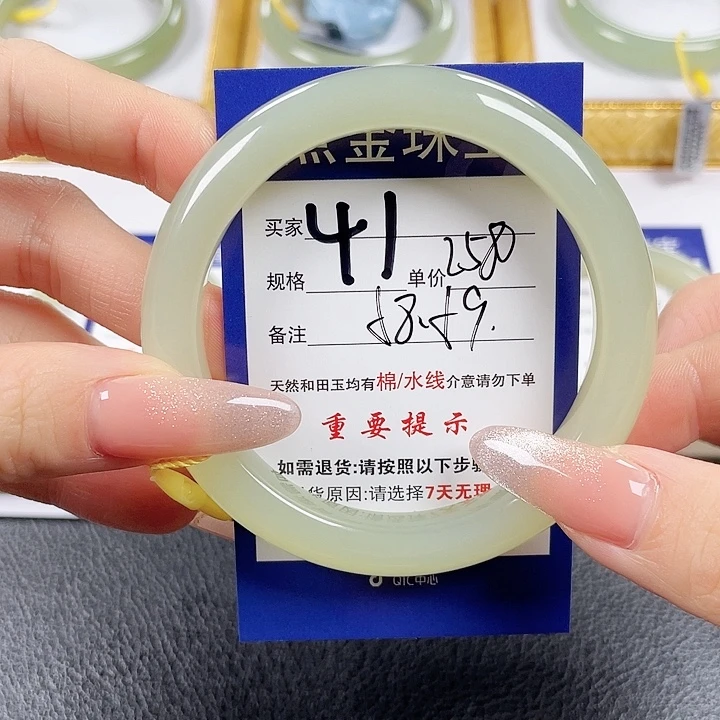 金珠
买家 41
规格 单价 2580
备注 58.59.
天然和田玉均有棉/水线介意请勿下单
重要提示
如需退货:请按照以下步骤
货原因:请选择7天无理
QIC中心